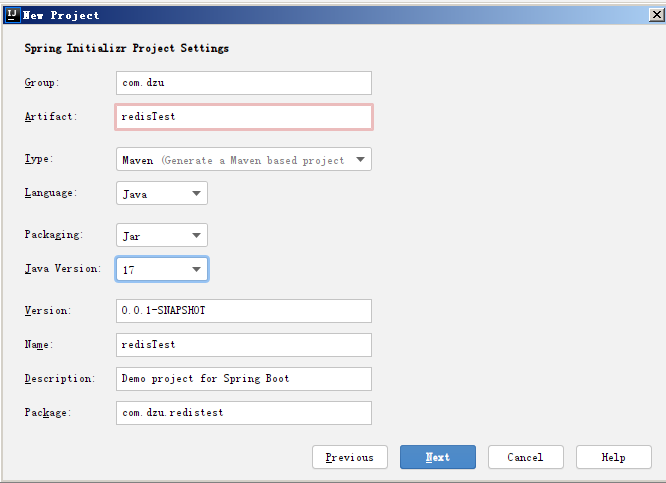 New Project
Spring Initializr Project Settings
Group: com.dzu
Artifact: redisTest
Type: Maven (Generate a Maven based project
Language: Java
Packaging: Jar
Java Version: 17
Version: 0.0.1-SNAPSHOT
Name: redisTest
Description: Demo project for Spring Boot
Package: com.dzu.redistest
Previous Next Cancel Help